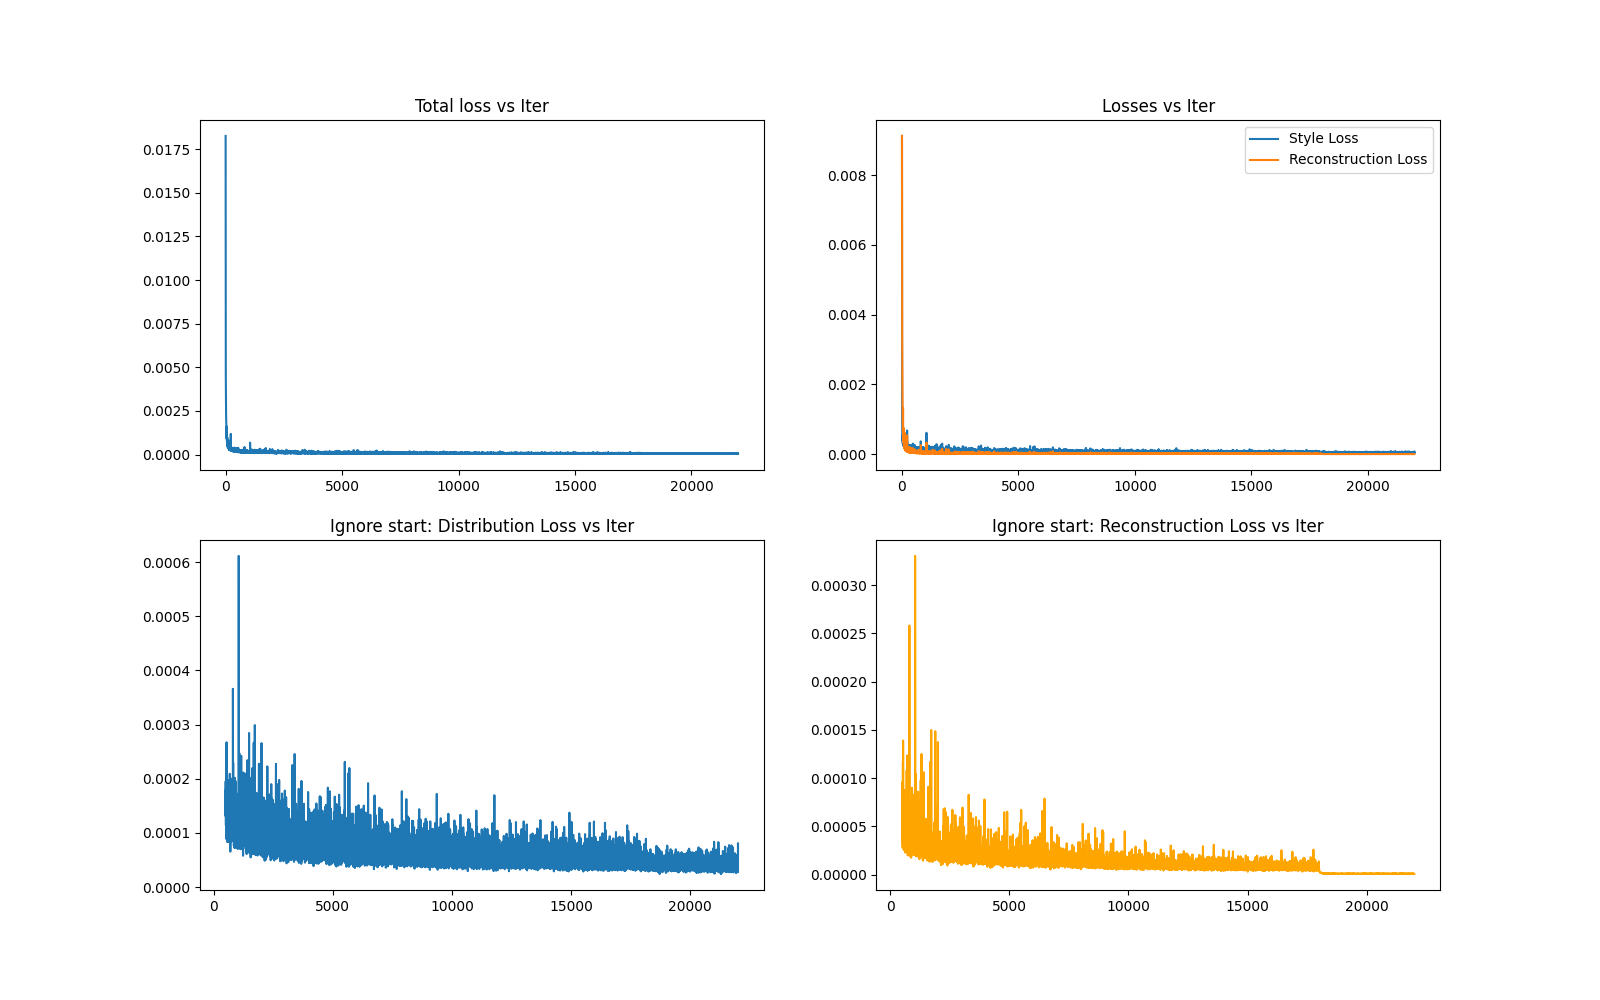 Total loss vs Iter
0.0175
0.0150
0.0125
0.0100
0.0075
0.0050
0.0025
0.0000
0 5000 10000 15000 20000
Losses vs Iter
Style Loss
Reconstruction Loss
0.008
0.006
0.004
0.002
0.000
0 5000 10000 15000 20000
Ignore start: Distribution Loss vs Iter
0.0006
0.0005
0.0004
0.0003
0.0002
0.0001
0.0000
0 5000 10000 15000 20000
Ignore start: Reconstruction Loss vs Iter
0.00030
0.00025
0.00020
0.00015
0.00010
0.00005
0.00000
0 5000 10000 15000 20000